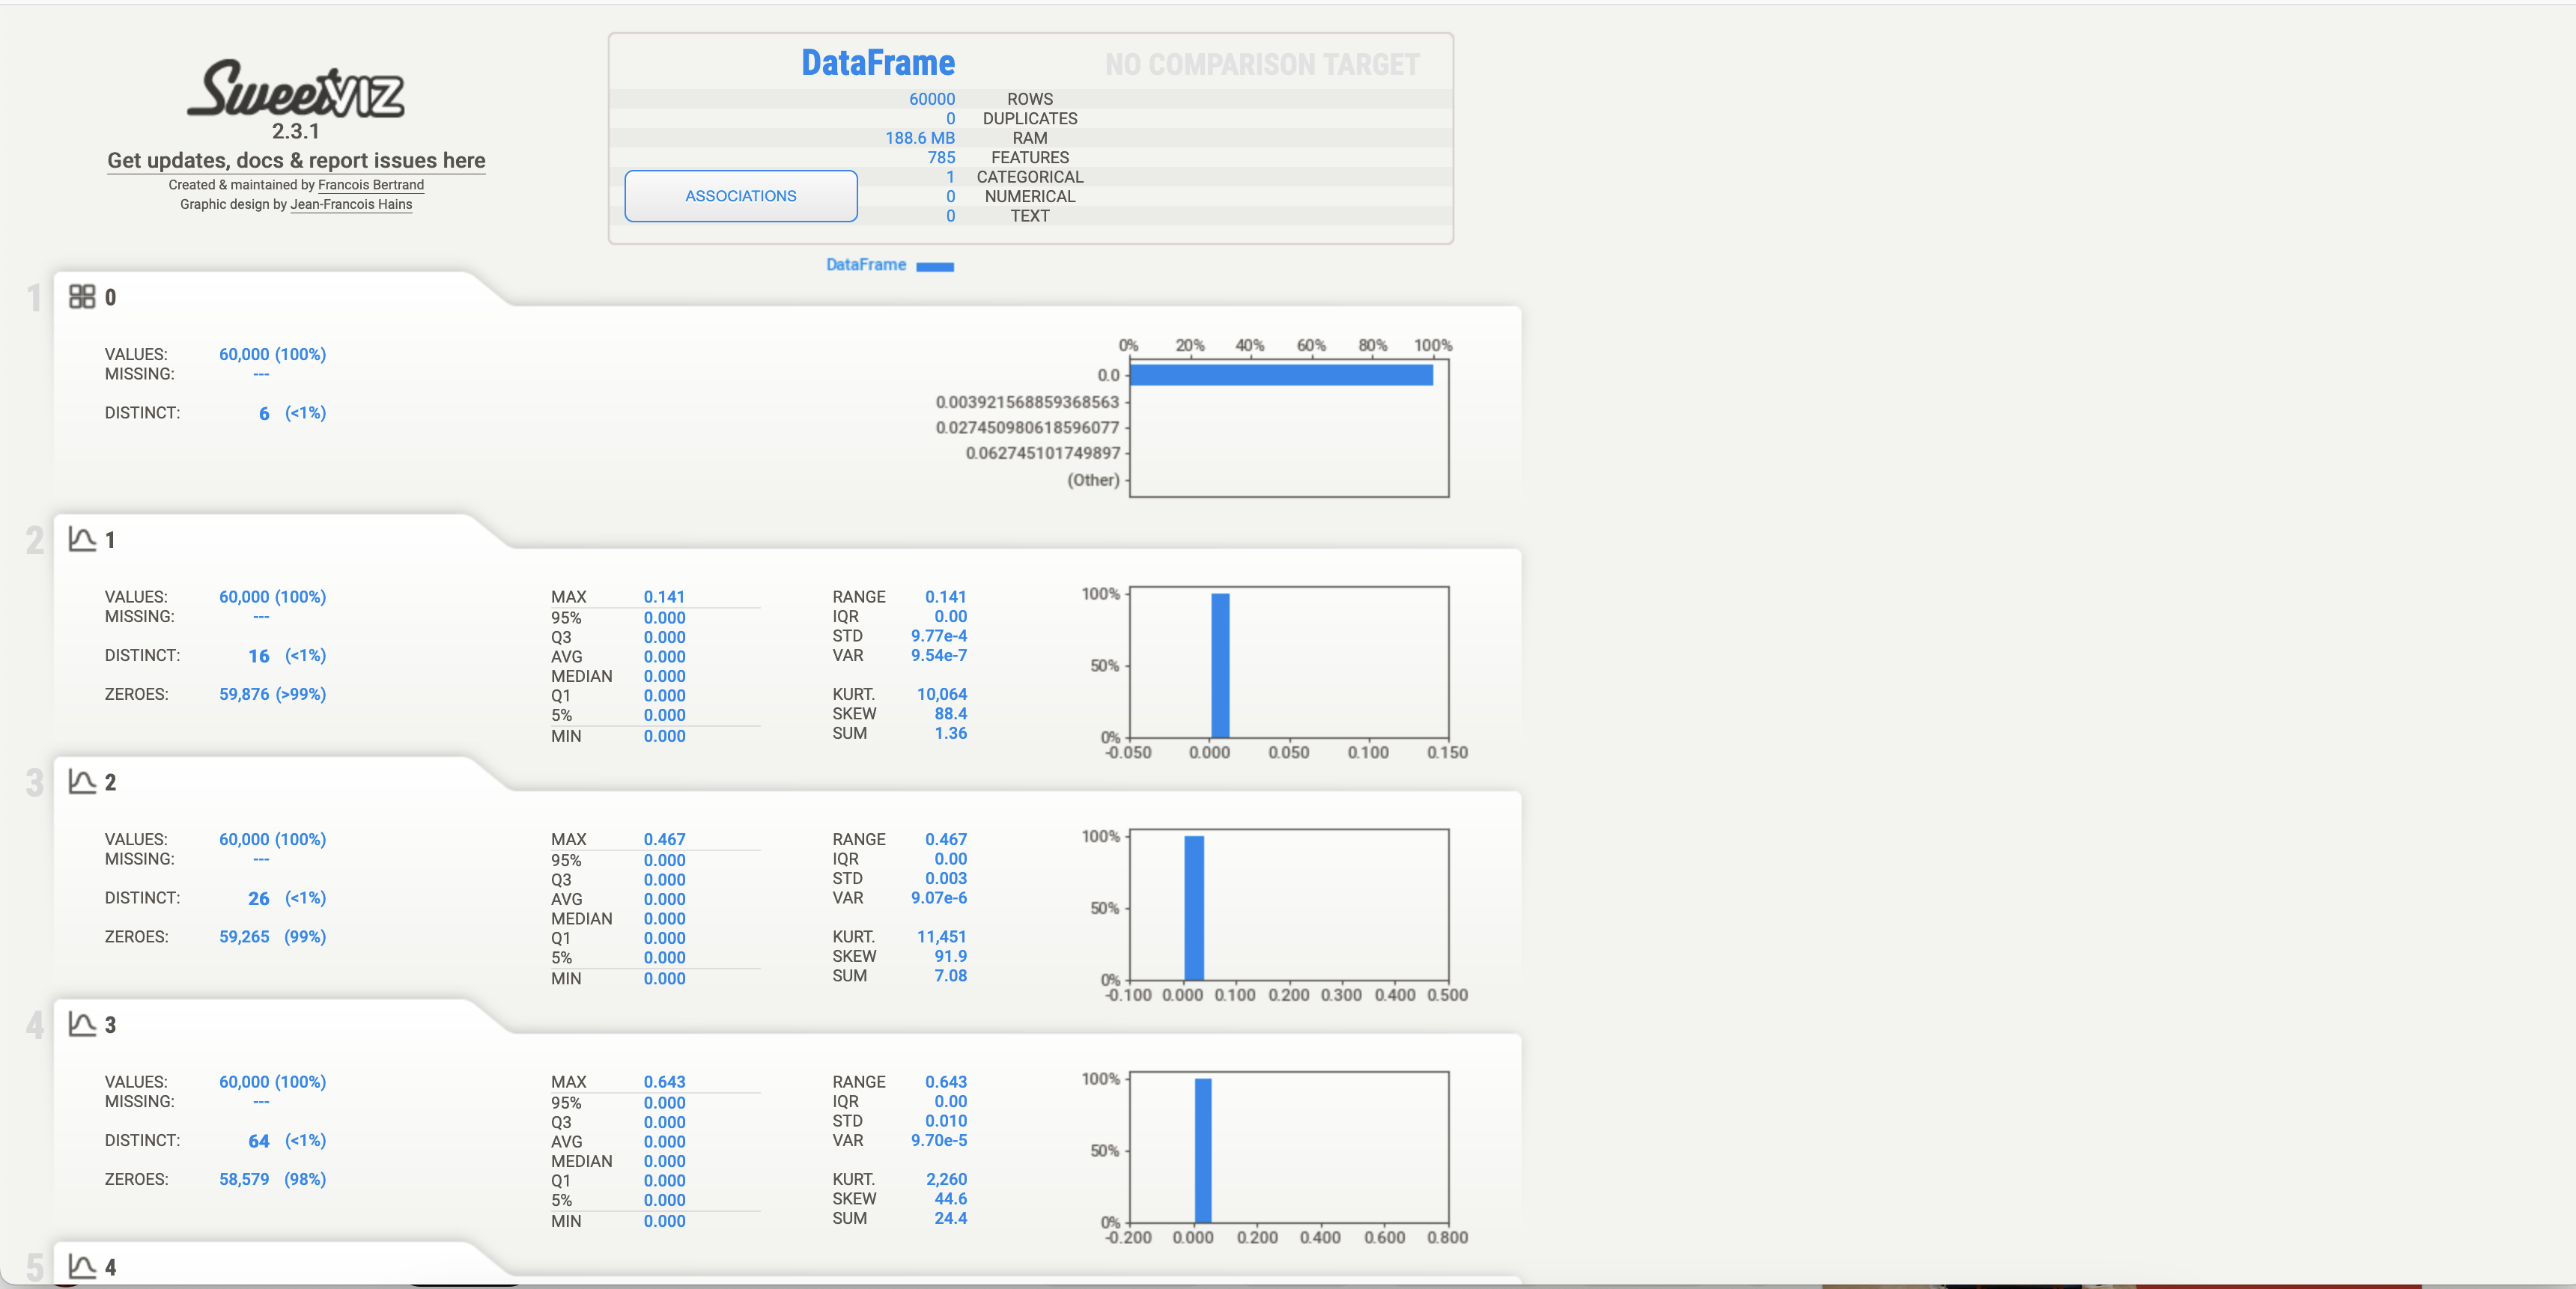 SweetVIZ
2.3.1
Get updates, docs & report issues here
Created & maintained by Francois Bertrand
Graphic design by Jean-Francois Hains
DataFrame NO COMPARISON TARGET
60000 ROWS
0 DUPLICATES
188.6 MB RAM
785 FEATURES
1 CATEGORICAL
0 NUMERICAL
0 TEXT
ASSOCIATIONS
DataFrame
1 0
VALUES: 60,000 (100%)
MISSING: ---
DISTINCT: 6 (<1%)
0% 20% 40% 60% 80% 100%
0.0
0.003921568859368563
0.027450980618596077
0.062745101749897
(Other)
2 1
VALUES: 60,000 (100%)
MISSING: ---
DISTINCT: 16 (<1%)
ZEROES: 59,876 (>99%)
MAX 0.141
95% 0.000
Q3 0.000
AVG 0.000
MEDIAN 0.000
Q1 0.000
5% 0.000
MIN 0.000
RANGE 0.141
IQR 0.00
STD 9.77e-4
VAR 9.54e-7
KURT. 10,064
SKEW 88.4
SUM 1.36
100%
50%
0%
-0.050 0.000 0.050 0.100 0.150
3 2
VALUES: 60,000 (100%)
MISSING: ---
DISTINCT: 26 (<1%)
ZEROES: 59,265 (99%)
MAX 0.467
95% 0.000
Q3 0.000
AVG 0.000
MEDIAN 0.000
Q1 0.000
5% 0.000
MIN 0.000
RANGE 0.467
IQR 0.00
STD 0.003
VAR 9.07e-6
KURT. 11,451
SKEW 91.9
SUM 7.08
100%
50%
0%
-0.100 0.000 0.100 0.200 0.300 0.400 0.500
4 3
VALUES: 60,000 (100%)
MISSING: ---
DISTINCT: 64 (<1%)
ZEROES: 58,579 (98%)
MAX 0.643
95% 0.000
Q3 0.000
AVG 0.000
MEDIAN 0.000
Q1 0.000
5% 0.000
MIN 0.000
RANGE 0.643
IQR 0.00
STD 0.010
VAR 9.70e-5
KURT. 2,260
SKEW 44.6
SUM 24.4
100%
50%
0%
-0.200 0.000 0.200 0.400 0.600 0.800
5 4